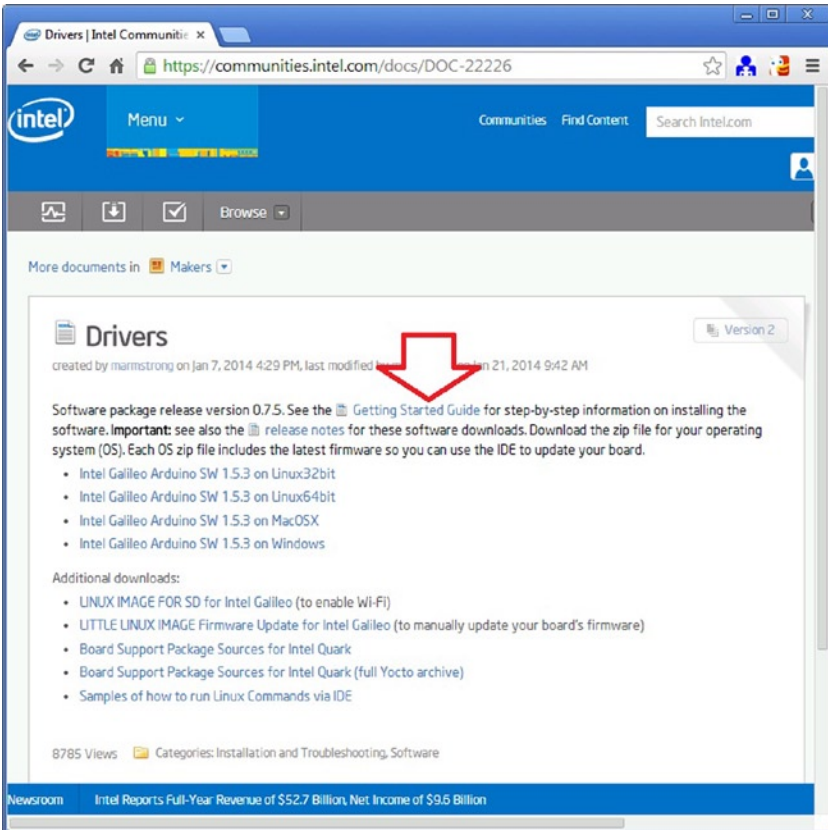 Drivers | Intel Communitie
https://communities.intel.com/docs/DOC-22226
intel
Menu
Communities Find Content Search Intel.com
Browse
More documents in Makers
Drivers
Version 2
created by marmstrong on Jan 7, 2014 4:29 PM, last modified Jan 21, 2014 9:42 AM
Software package release version 0.7.5. See the Getting Started Guide for step-by-step information on installing the
software. Important: see also the release notes for these software downloads. Download the zip file for your operating
system (OS). Each OS zip file includes the latest firmware so you can use the IDE to update your board.
• Intel Galileo Arduino SW 1.5.3 on Linux32bit
• Intel Galileo Arduino SW 1.5.3 on Linux64bit
• Intel Galileo Arduino SW 1.5.3 on MacOSX
• Intel Galileo Arduino SW 1.5.3 on Windows
Additional downloads:
• LINUX IMAGE FOR SD for Intel Galileo (to enable Wi-Fi)
• LITTLE LINUX IMAGE Firmware Update for Intel Galileo (to manually update your board's firmware)
• Board Support Package Sources for Intel Quark
• Board Support Package Sources for Intel Quark (full Yocto archive)
• Samples of how to run Linux Commands via IDE
8785 Views Categories: Installation and Troubleshooting, Software
Newsroom Intel Reports Full-Year Revenue of $52.7 Billion, Net Income of $9.6 Billion